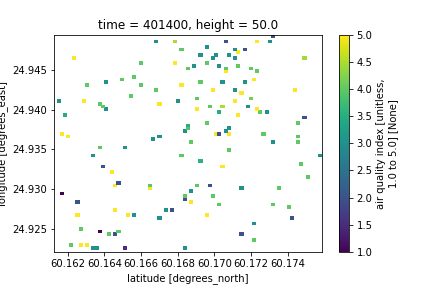 time = 401400, height = 50.0
24.945
24.940
24.935
24.930
24.925
longitude [degrees_east]
60.162 60.164 60.166 60.168 60.170 60.172 60.174
latitude [degrees_north]
5.0
4.5
4.0
3.5
3.0
2.5
2.0
1.5
1.0
air quality index [unitless,
1.0 to 5.0] [None]